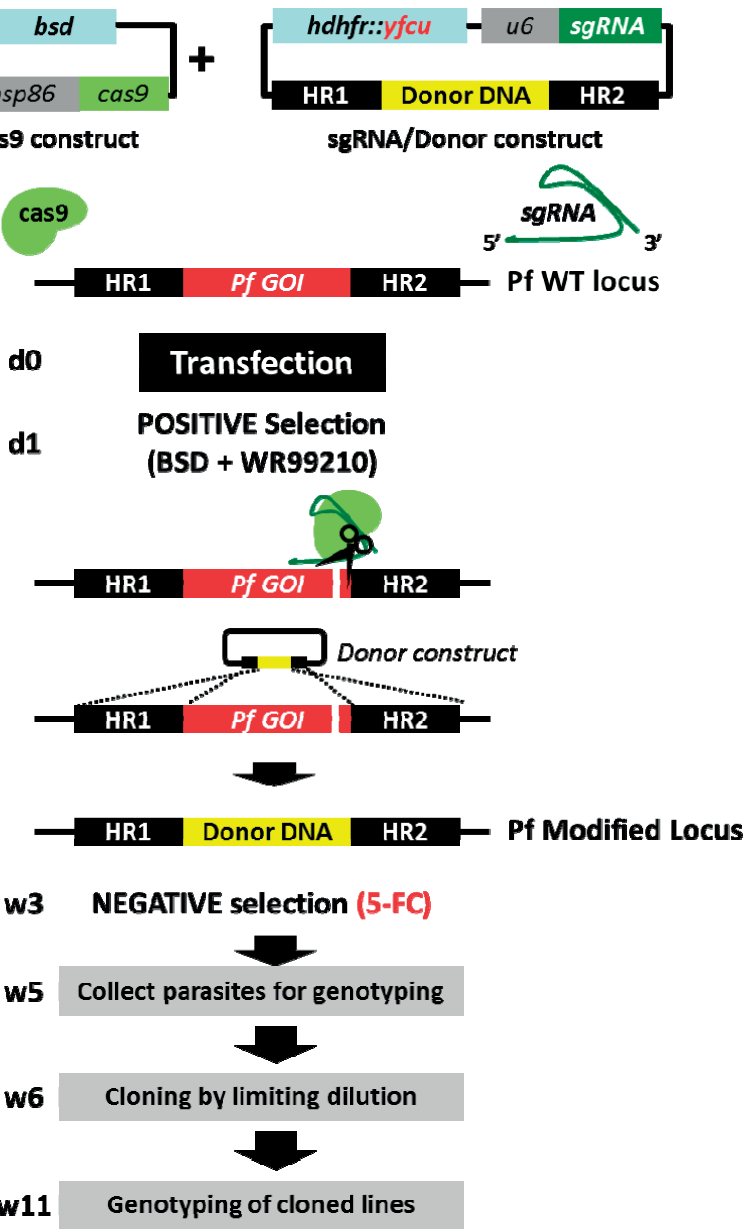 bsd
hdhfr::yfcu
u6
sgRNA
sp86
cas9
HR1
Donor DNA
HR2
s9 construct
sgRNA/Donor construct
cas9
sgRNA
5'
3'
HR1
Pf GOI
HR2
Pf WT locus
d0
Transfection
d1
POSITIVE Selection
(BSD + WR99210)
HR1
Pf GOI
HR2
Donor construct
HR1
Pf GOI
HR2
HR1
Donor DNA
HR2
Pf Modified Locus
w3
NEGATIVE selection (5-FC)
w5
Collect parasites for genotyping
w6
Cloning by limiting dilution
w11
Genotyping of cloned lines